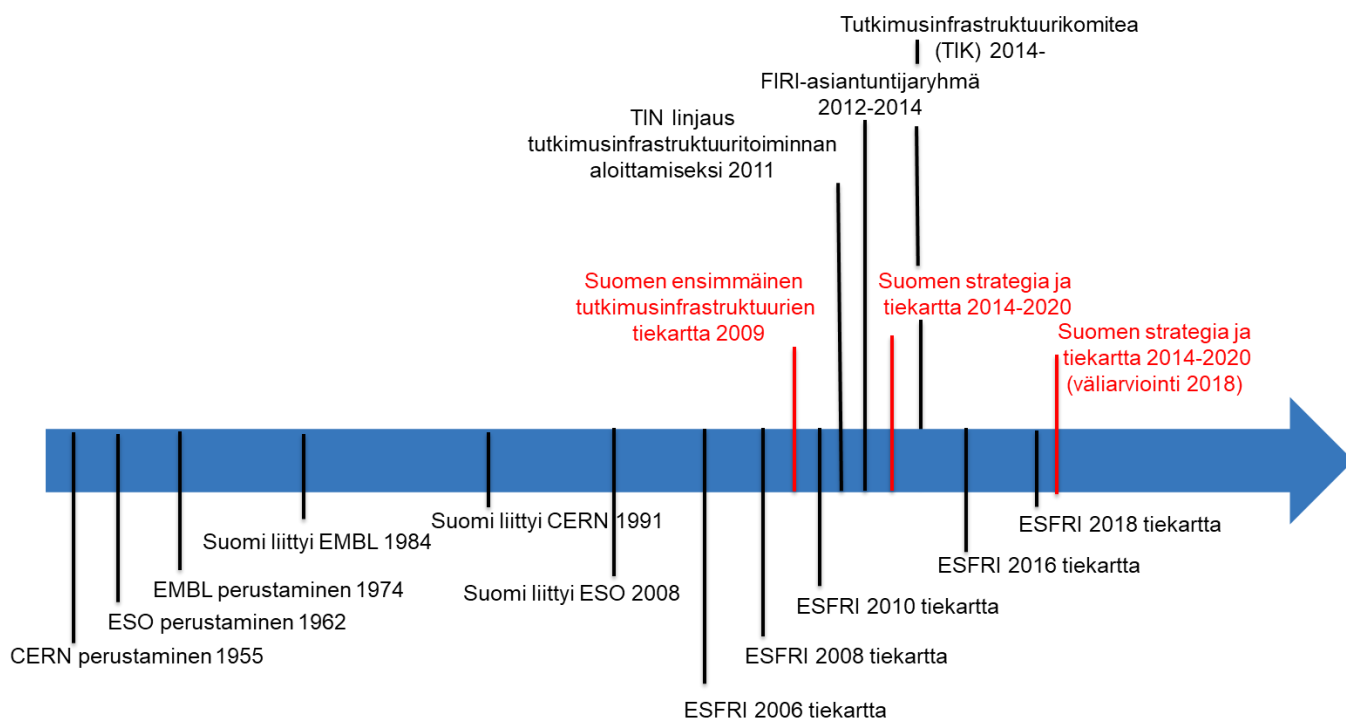 Tutkimusinfrastruktuurikomitea
(TIK) 2014-
FIRI-asiantuntijaryhmä
2012-2014
TIN linjaus
tutkimusinfrastruktuuritoiminnan
aloittamiseksi 2011
Suomen ensimmäinen
tutkimusinfrastruktuurien
tiekartta 2009
Suomen strategia ja
tiekartta 2014-2020
Suomen strategia ja
tiekartta 2014-2020
(väliarviointi 2018)
Suomi liittyi CERN 1991
Suomi liittyi EMBL 1984
EMBL perustaminen 1974
ESO perustaminen 1962
CERN perustaminen 1955
Suomi liittyi ESO 2008
ESFRI 2018 tiekartta
ESFRI 2016 tiekartta
ESFRI 2010 tiekartta
ESFRI 2008 tiekartta
ESFRI 2006 tiekartta